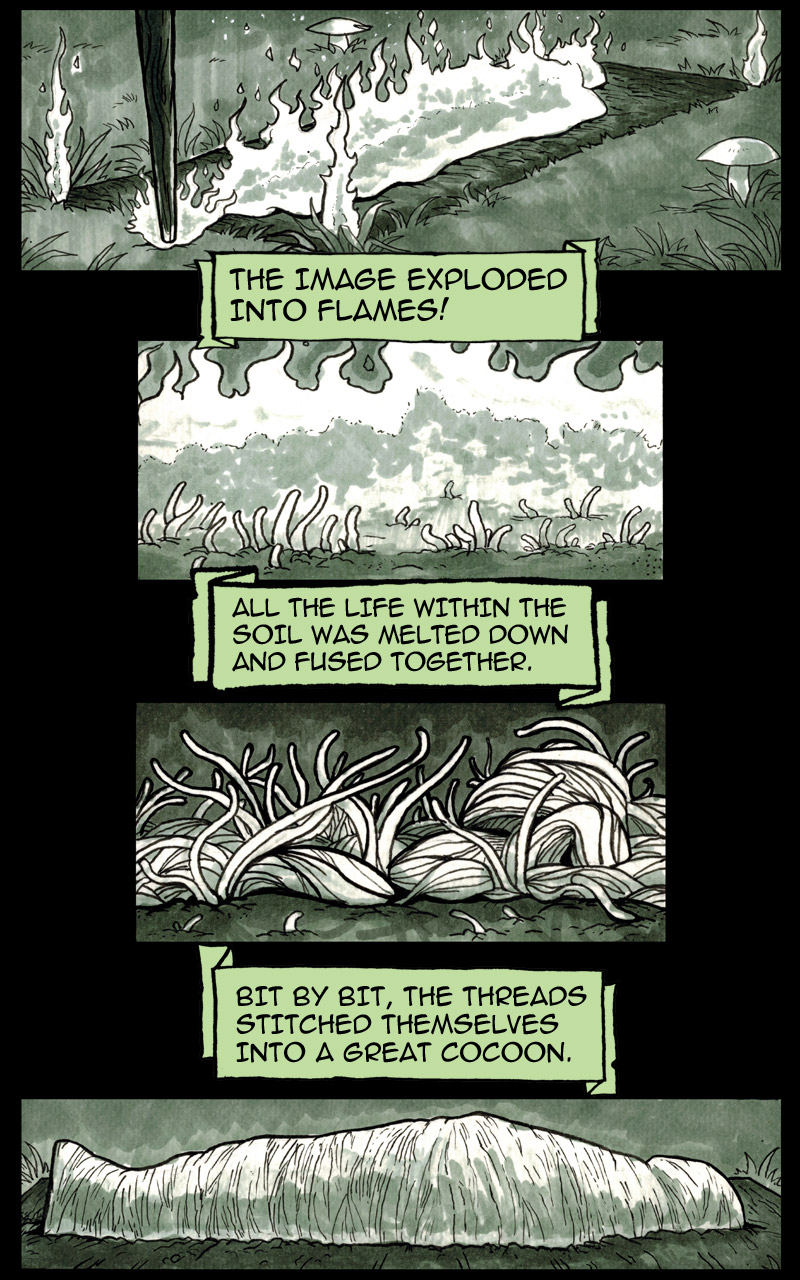 THE IMAGE EXPLODED
INTO FLAMES!
ALL THE LIFE WITHIN THE
SOIL WAS MELTED DOWN
AND FUSED TOGETHER.
BIT BY BIT, THE THREADS
STITCHED THEMSELVES
INTO A GREAT COCOON.